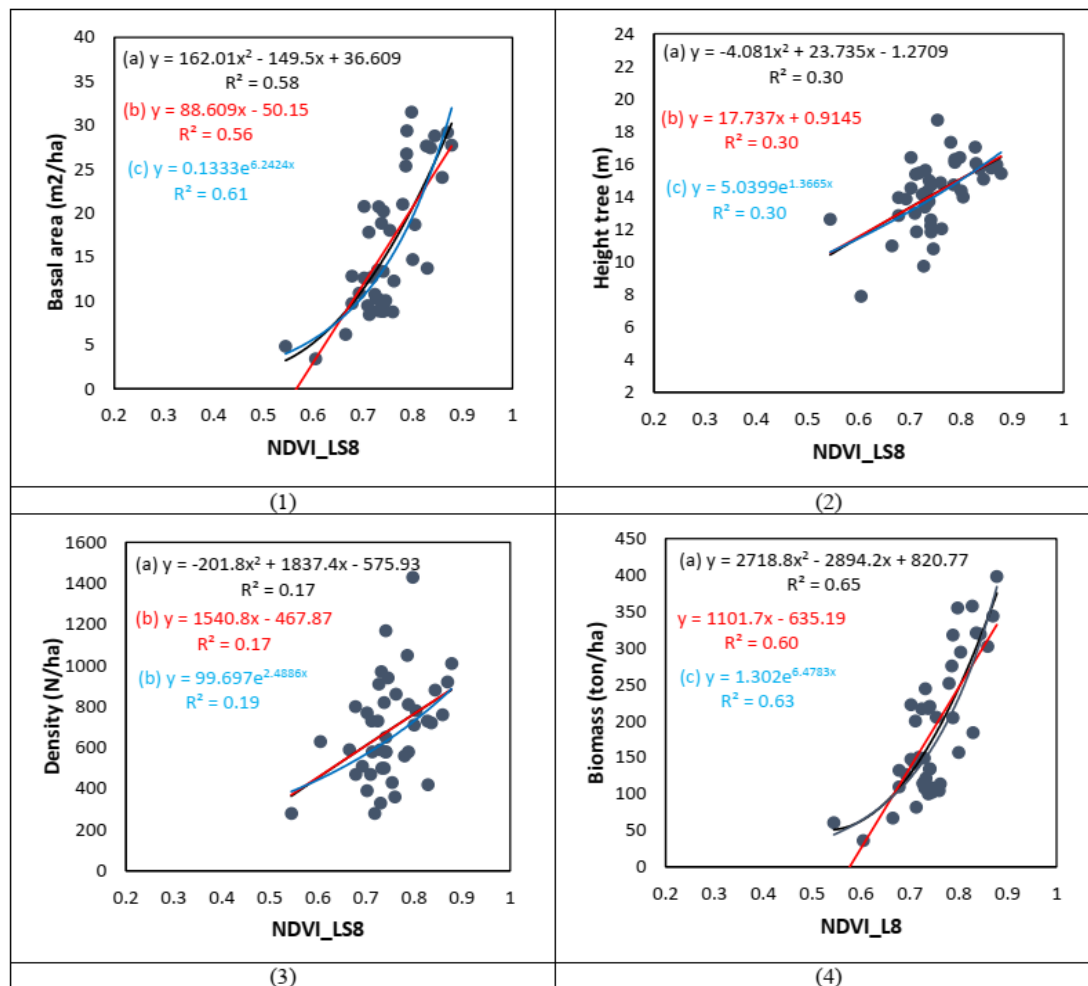 Basal area (m2/ha)
40
35
30
25
20
15
10
5
0
(a) y = 162.01x² - 149.5x + 36.609
R² = 0.58
(b) y = 88.609x - 50.15
R² = 0.56
(c) y = 0.1333e^6.2424x
R² = 0.61
0.2 0.3 0.4 0.5 0.6 0.7 0.8 0.9 1
NDVI_LS8
(1)
Height tree (m)
24
22
20
18
16
14
12
10
8
6
4
2
(a) y = -4.081x² + 23.735x - 1.2709
R² = 0.30
(b) y = 17.737x + 0.9145
R² = 0.30
(c) y = 5.0399e^1.3665x
R² = 0.30
0.2 0.3 0.4 0.5 0.6 0.7 0.8 0.9 1
NDVI_LS8
(2)
Density (N/ha)
1600
1400
1200
1000
800
600
400
200
0
(a) y = -201.8x² + 1837.4x - 575.93
R² = 0.17
(b) y = 1540.8x - 467.87
R² = 0.17
(b) y = 99.697e^2.4886x
R² = 0.19
0.2 0.3 0.4 0.5 0.6 0.7 0.8 0.9 1
NDVI_LS8
(3)
Biomass (ton/ha)
450
400
350
300
250
200
150
100
50
0
(a) y = 2718.8x² - 2894.2x + 820.77
R² = 0.65
y = 1101.7x - 635.19
R² = 0.60
(c) y = 1.302e^6.4783x
R² = 0.63
0.2 0.3 0.4 0.5 0.6 0.7 0.8 0.9 1
NDVI_L8
(4)